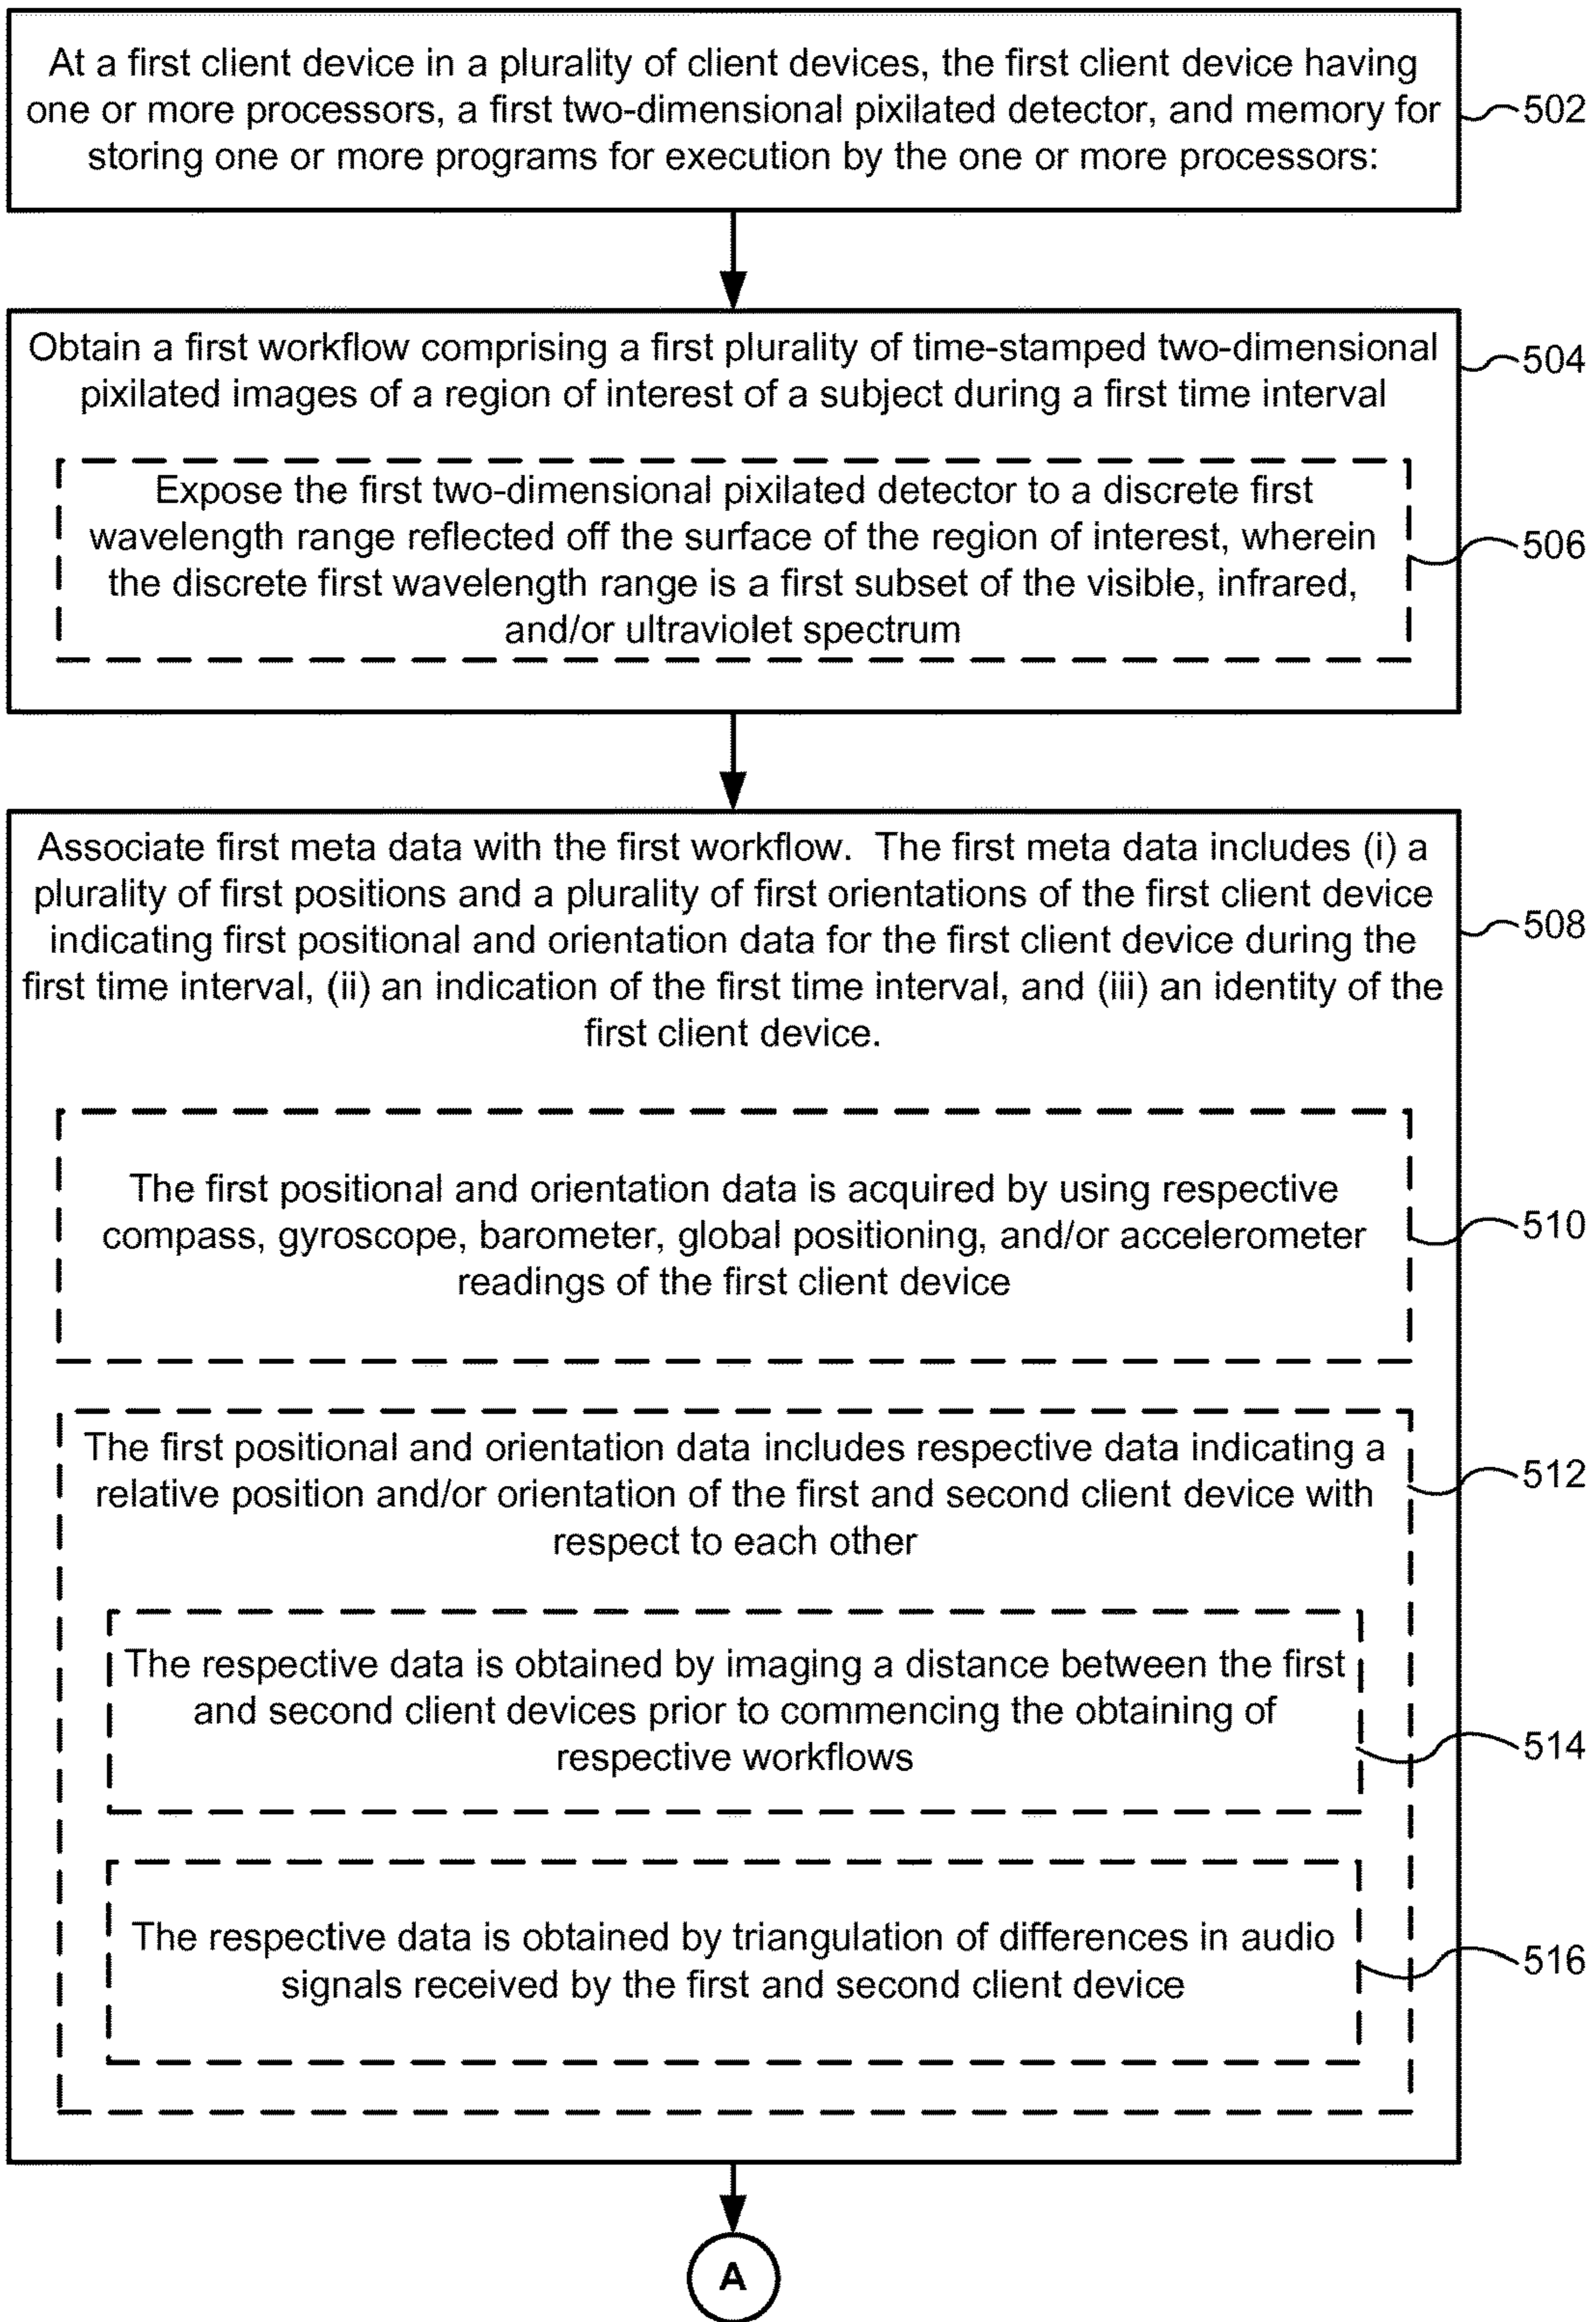 At a first client device in a plurality of client devices, the first client device having
one or more processors, a first two-dimensional pixilated detector, and memory for
storing one or more programs for execution by the one or more processors:
502
Obtain a first workflow comprising a first plurality of time-stamped two-dimensional
pixilated images of a region of interest of a subject during a first time interval
504
Expose the first two-dimensional pixilated detector to a discrete first
wavelength range reflected off the surface of the region of interest, wherein
the discrete first wavelength range is a first subset of the visible, infrared,
and/or ultraviolet spectrum
506
Associate first meta data with the first workflow.  The first meta data includes (i) a
plurality of first positions and a plurality of first orientations of the first client device
indicating first positional and orientation data for the first client device during the
first time interval, (ii) an indication of the first time interval, and (iii) an identity of the
first client device.
508
The first positional and orientation data is acquired by using respective
compass, gyroscope, barometer, global positioning, and/or accelerometer
readings of the first client device
510
The first positional and orientation data includes respective data indicating a
relative position and/or orientation of the first and second client device with
respect to each other
512
The respective data is obtained by imaging a distance between the first
and second client devices prior to commencing the obtaining of
respective workflows
514
The respective data is obtained by triangulation of differences in audio
signals received by the first and second client device
516
A